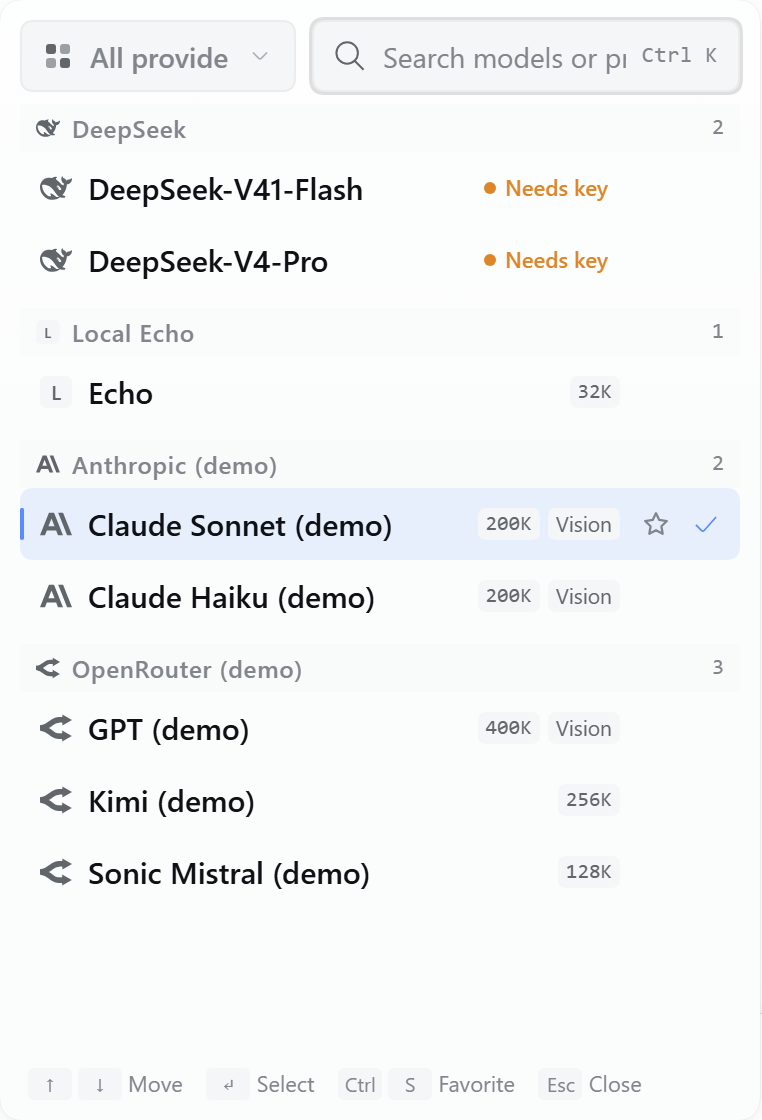 All provide Search models or pr Ctrl K
DeepSeek 2
DeepSeek-V41-Flash Needs key
DeepSeek-V4-Pro Needs key
L Local Echo 1
L Echo 32K
Anthropic (demo) 2
Claude Sonnet (demo) 200K Vision
Claude Haiku (demo) 200K Vision
OpenRouter (demo) 3
GPT (demo) 400K Vision
Kimi (demo) 256K
Sonic Mistral (demo) 128K
↑ ↓ Move ↵ Select Ctrl S Favorite Esc Close